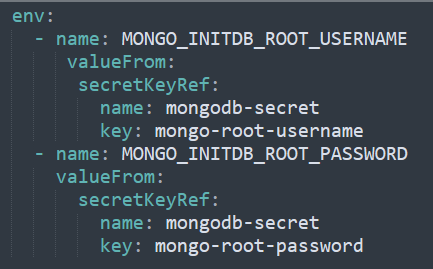 env:
  - name: MONGO_INITDB_ROOT_USERNAME
     valueFrom:
      secretKeyRef:
        name: mongodb-secret
        key: mongo-root-username
  - name: MONGO_INITDB_ROOT_PASSWORD
    valueFrom:
      secretKeyRef:
        name: mongodb-secret
        key: mongo-root-password